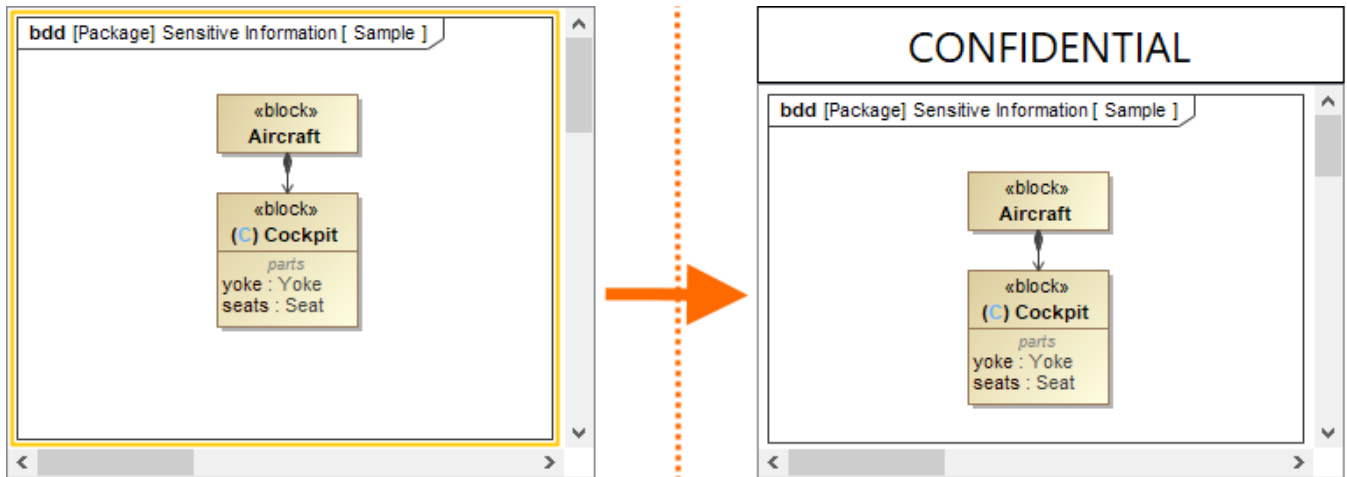 bdd [Package] Sensitive Information [ Sample ]
«block»
Aircraft
«block»
(C) Cockpit
parts
yoke : Yoke
seats : Seat
CONFIDENTIAL
bdd [Package] Sensitive Information [ Sample ]
«block»
Aircraft
«block»
(C) Cockpit
parts
yoke : Yoke
seats : Seat